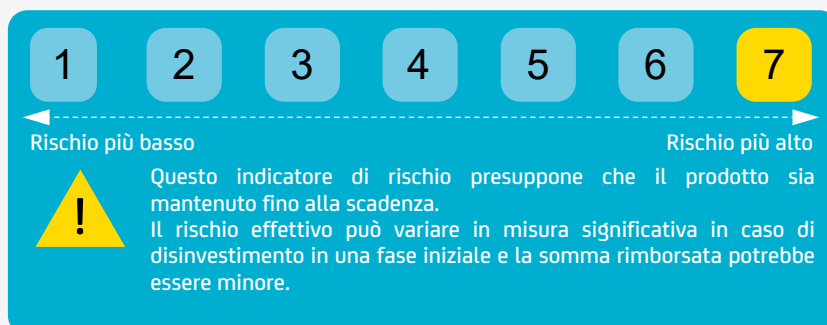 1 2 3 4 5 6 7
Rischio più basso Rischio più alto
!
Questo indicatore di rischio presuppone che il prodotto sia
mantenuto fino alla scadenza.
Il rischio effettivo può variare in misura significativa in caso di
disinvestimento in una fase iniziale e la somma rimborsata potrebbe
essere minore.